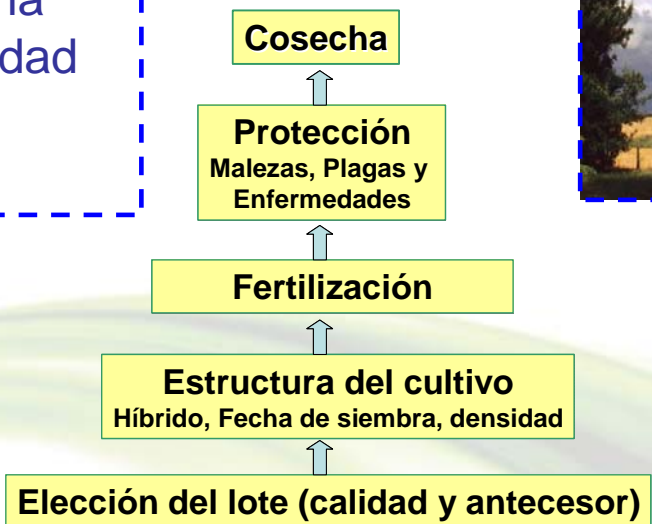 dad
Cosecha
Protección
Malezas, Plagas y
Enfermedades
Fertilización
Estructura del cultivo
Híbrido, Fecha de siembra, densidad
Elección del lote (calidad y antecesor)